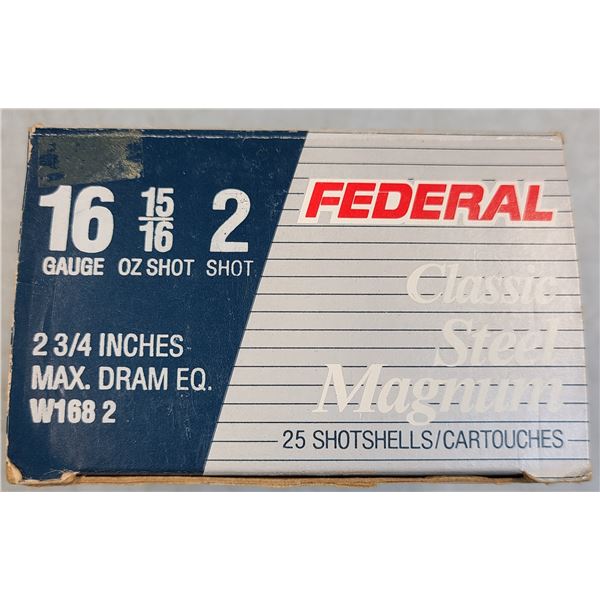 16 15/16 2
GAUGE OZ SHOT SHOT
2 3/4 INCHES
MAX. DRAM EQ.
W168 2
FEDERAL
Classic
Steel
Magnum
25 SHOTSHELLS/CARTOUCHES